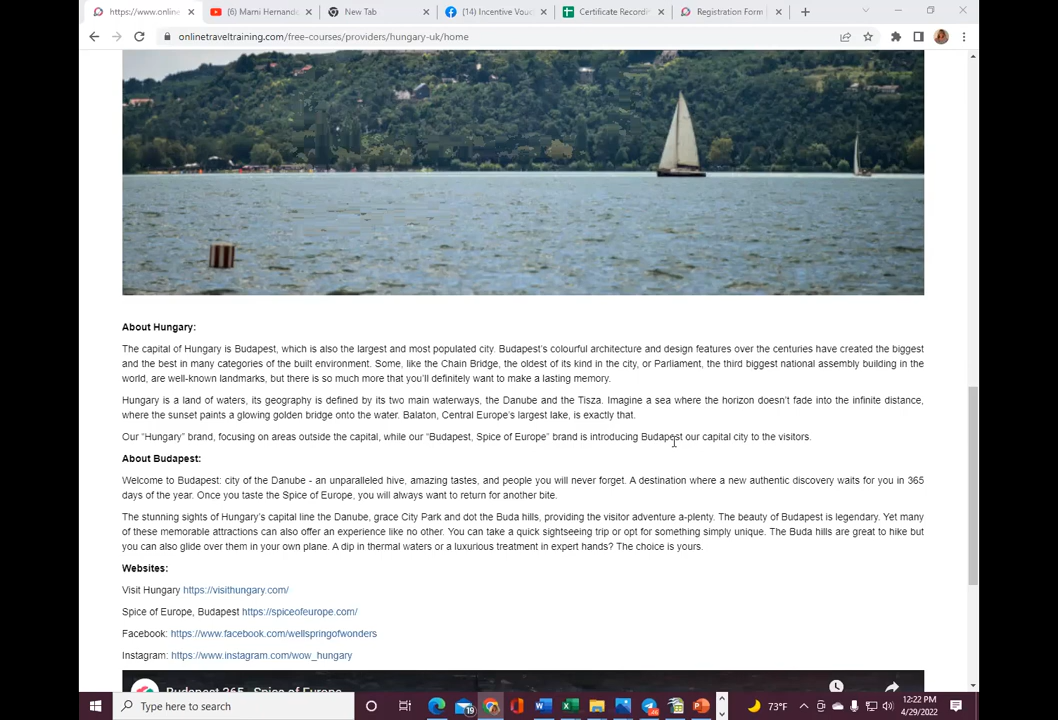 https://www.online
(6) Mami Hernando
New Tab
(14) Incentive Vou
Certificate Recordin
Registration Form
onlinetraveltraining.com/free-courses/providers/hungary-uk/home
About Hungary:
The capital of Hungary is Budapest, which is also the largest and most populated city. Budapest's colourful architecture and design features over the centuries have created the biggest
and the best in many categories of the built environment. Some, like the Chain Bridge, the oldest of its kind in the city, or Parliament, the third biggest national assembly building in the
world, are well-known landmarks, but there is so much more that you'll definitely want to make a lasting memory.
Hungary is a land of waters, its geography is defined by its two main waterways, the Danube and the Tisza. Imagine a sea where the horizon doesn't fade into the infinite distance,
where the sunset paints a glowing golden bridge onto the water. Balaton, Central Europe's largest lake, is exactly that.
Our “Hungary” brand, focusing on areas outside the capital, while our “Budapest, Spice of Europe” brand is introducing Budapest our capital city to the visitors.
About Budapest:
Welcome to Budapest: city of the Danube - an unparalleled hive, amazing tastes, and people you will never forget. A destination where a new authentic discovery waits for you in 365
days of the year. Once you taste the Spice of Europe, you will always want to return for another bite.
The stunning sights of Hungary's capital line the Danube, grace City Park and dot the Buda hills, providing the visitor adventure a-plenty. The beauty of Budapest is legendary. Yet many
of these memorable attractions can also offer an experience like no other. You can take a quick sightseeing trip or opt for something simply unique. The Buda hills are great to hike but
you can also glide over them in your own plane. A dip in thermal waters or a luxurious treatment in expert hands? The choice is yours.
Websites:
Visit Hungary https://visithungary.com/
Spice of Europe, Budapest https://spiceofeurope.com/
Facebook: https://www.facebook.com/wellspringofwonders
Instagram: https://www.instagram.com/wow_hungary
Budapest 365 - Spice of Europe
Type here to search
73°F
12:22 PM
4/29/2022